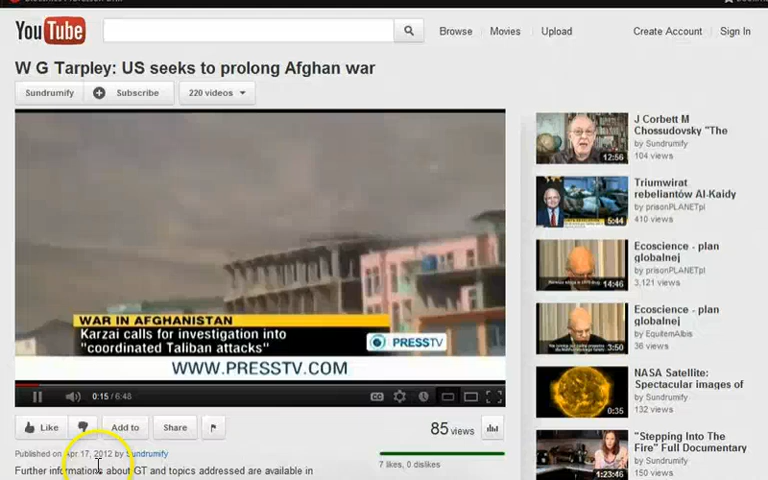 YouTube
Browse Movies Upload Create Account Sign In
W G Tarpley: US seeks to prolong Afghan war
Sundrumify Subscribe 220 videos
WAR IN AFGHANISTAN
Karzai calls for investigation into
"coordinated Taliban attacks"
PRESSTV
WWW.PRESSTV.COM
0:15 / 6:48
Like Add to Share
85 views
Published on Apr 17, 2012 by Sundrumify
7 likes, 0 dislikes
Further informations about GT and topics addressed are available in
J Corbett M
Chossudovsky "The
by Sundrumify
104 views
12:56
Triumwirat
rebeliantów Al-Kaidy
by prisonPLANETpl
410 views
5:44
Ecoscience - plan
globalnej
by prisonPLANETpl
3,121 views
14:46
Ecoscience - plan
globalnej
by EquitemAlbis
36 views
3:50
NASA Satellite:
Spectacular images of
by Sundrumify
132 views
0:35
"Stepping Into The
Fire" Full Documentary
by Sundrumify
150 views
1:23:46